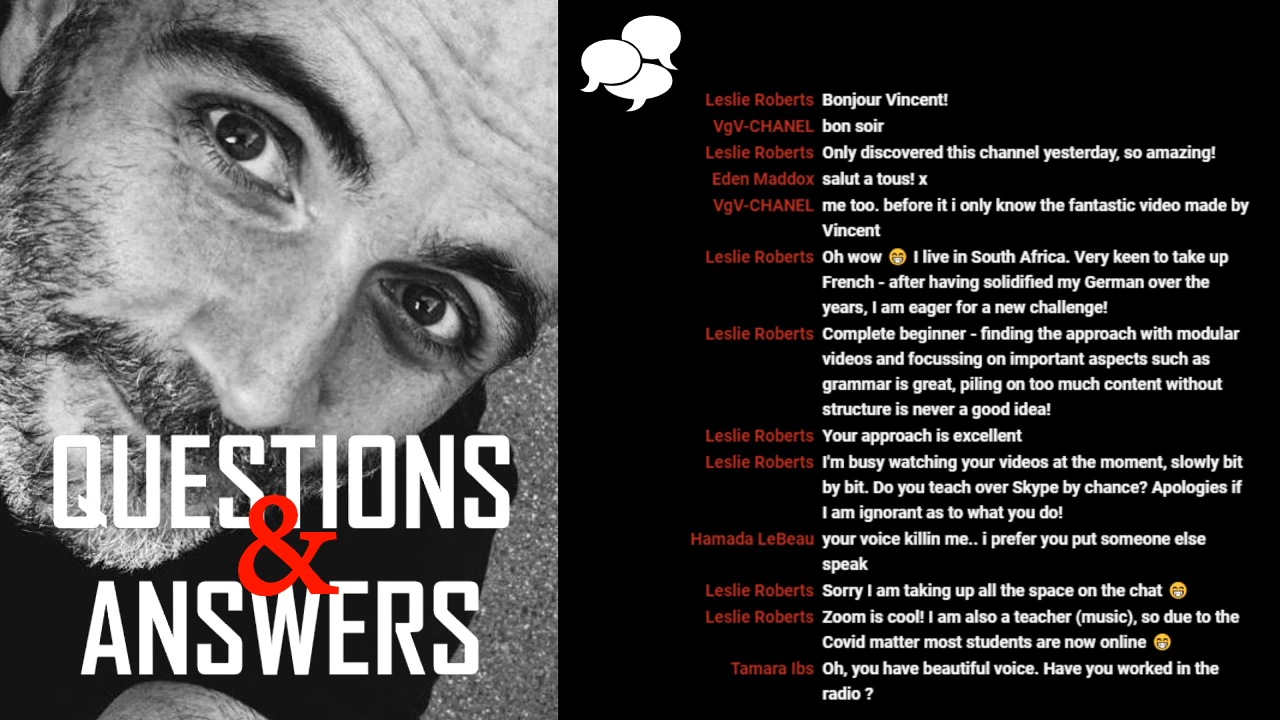 QUESTIONS
&
ANSWERS
Leslie Roberts Bonjour Vincent!
VgV-CHANEL bon soir
Leslie Roberts Only discovered this channel yesterday, so amazing!
Eden Maddox salut a tous! x
VgV-CHANEL me too. before it i only know the fantastic video made by
Vincent
Leslie Roberts Oh wow 😁 I live in South Africa. Very keen to take up
French - after having solidified my German over the
years, I am eager for a new challenge!
Leslie Roberts Complete beginner - finding the approach with modular
videos and focussing on important aspects such as
grammar is great, piling on too much content without
structure is never a good idea!
Leslie Roberts Your approach is excellent
Leslie Roberts I'm busy watching your videos at the moment, slowly bit
by bit. Do you teach over Skype by chance? Apologies if
I am ignorant as to what you do!
Hamada LeBeau your voice killin me.. i prefer you put someone else
speak
Leslie Roberts Sorry I am taking up all the space on the chat 😁
Leslie Roberts Zoom is cool! I am also a teacher (music), so due to the
Covid matter most students are now online 😁
Tamara Ibs Oh, you have beautiful voice. Have you worked in the
radio ?